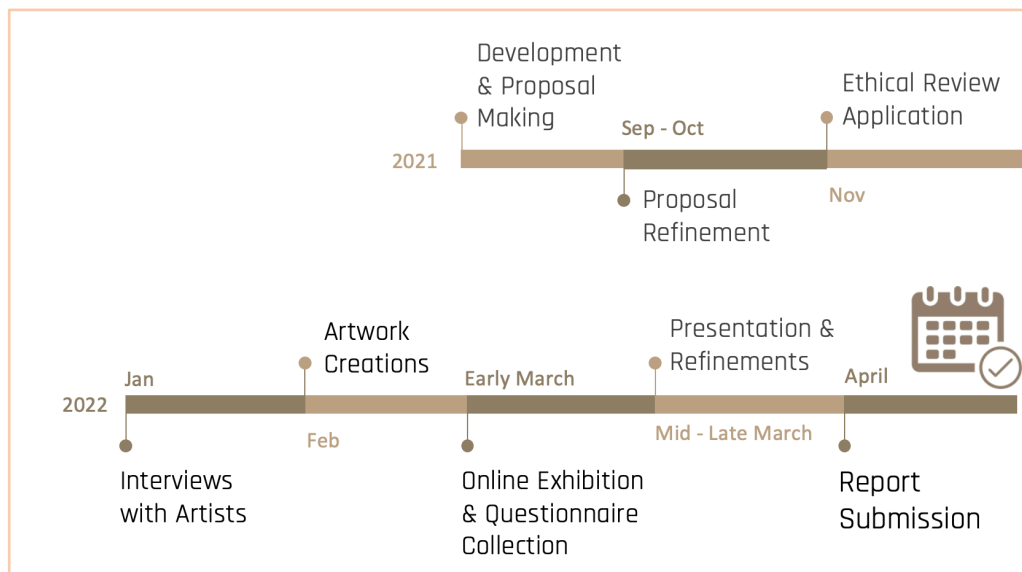 Development
& Proposal
Making
Ethical Review
Application
Sep - Oct
2021
Nov
Proposal
Refinement
Artwork
Creations
Presentation &
Refinements
Jan
Early March
April
2022
Feb
Mid - Late March
Interviews
with Artists
Online Exhibition
& Questionnaire
Collection
Report
Submission